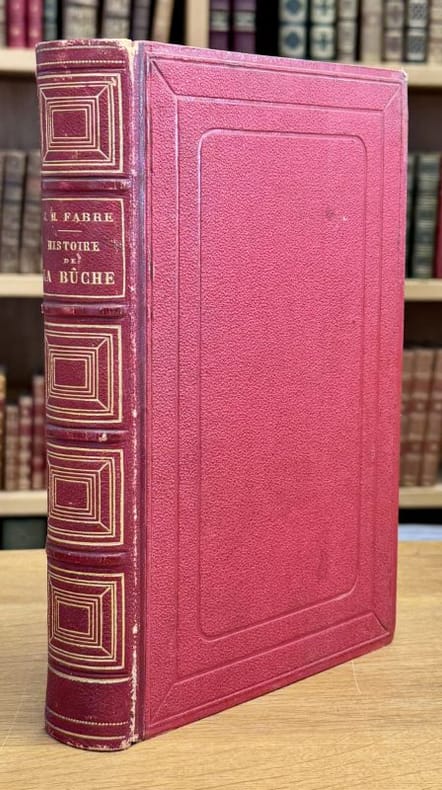 J. H. FABRE
HISTOIRE
DE
LA BÛCHE